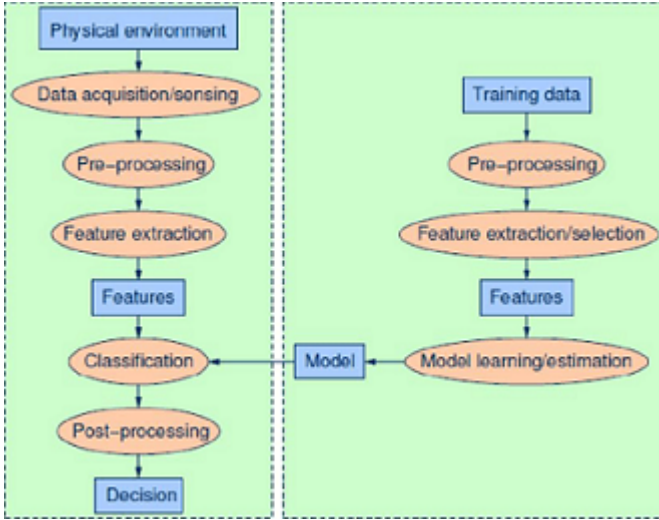 Physical environment
Data acquisition/sensing
Pre-processing
Feature extraction
Features
Classification
Post-processing
Decision
Training data
Pre-processing
Feature extraction/selection
Features
Model learning/estimation
Model